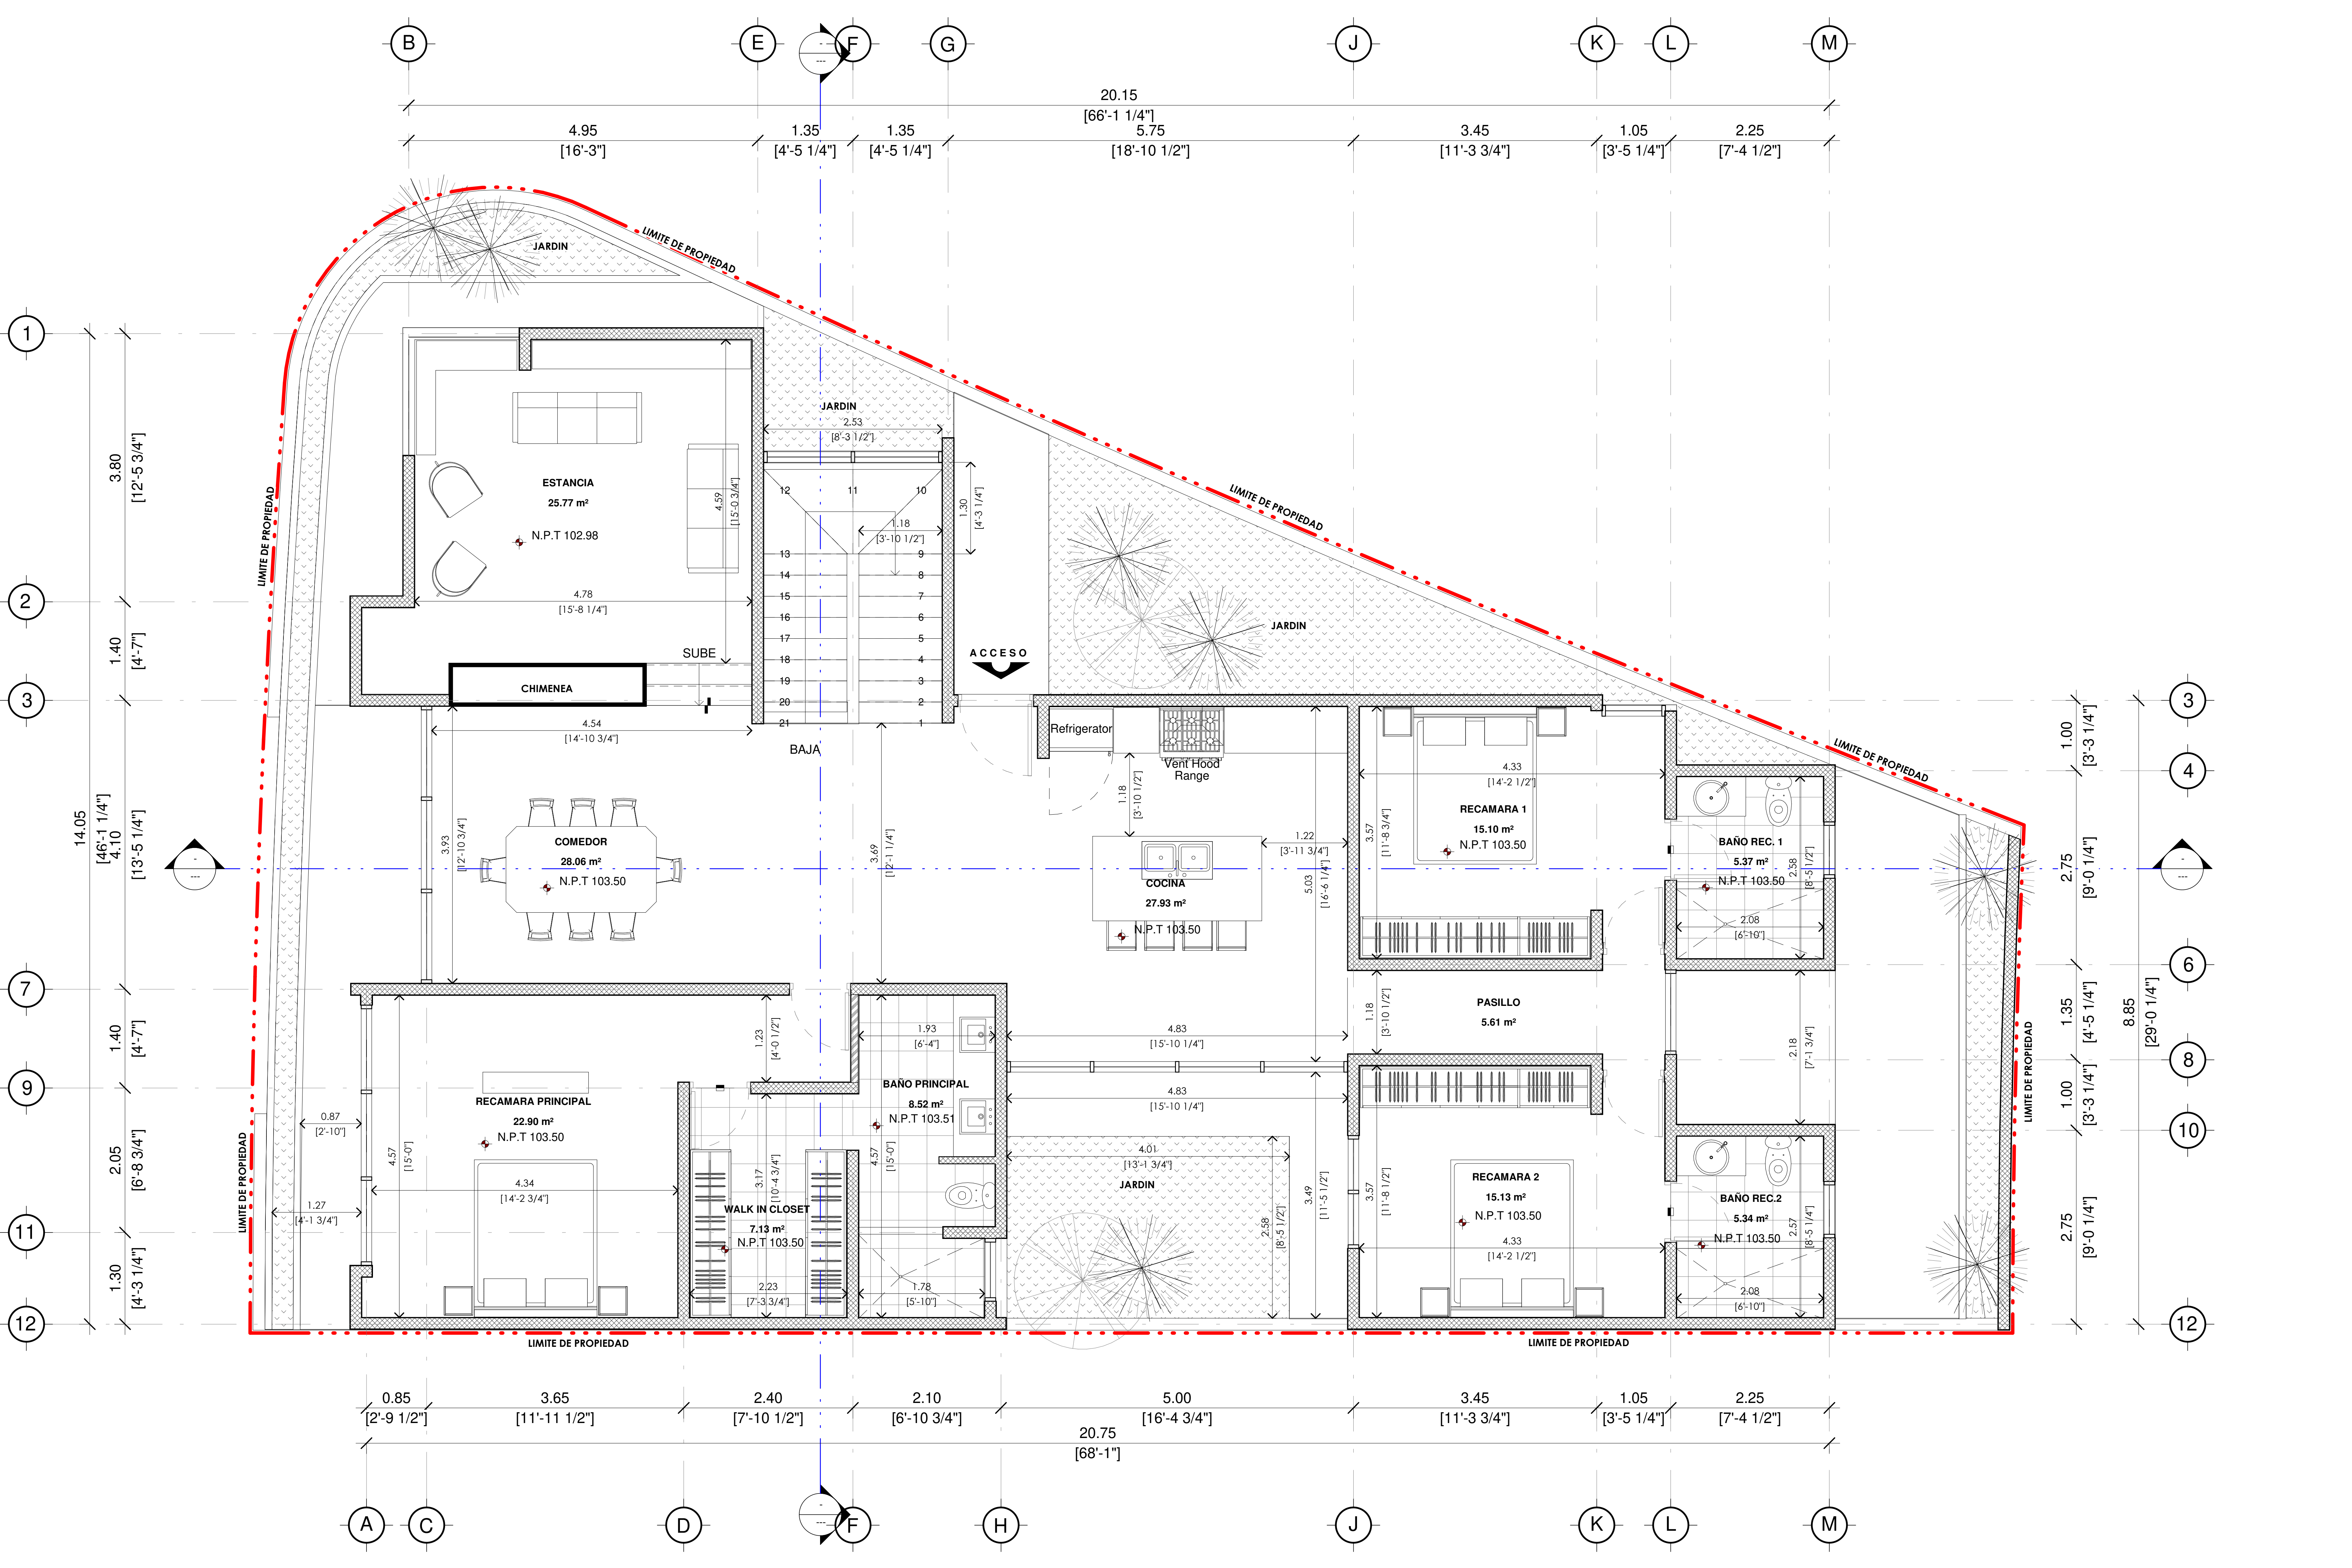 B
E
F
G
J
K
L
M
-
---
20.15
[66'-1 1/4"]
4.95
[16'-3"]
1.35
[4'-5 1/4"]
1.35
[4'-5 1/4"]
5.75
[18'-10 1/2"]
3.45
[11'-3 3/4"]
1.05
[3'-5 1/4"]
2.25
[7'-4 1/2"]
LIMITE DE PROPIEDAD
JARDIN
1
2
3
7
9
11
12
14.05
[46'-1 1/4"]
3.80
[12'-5 3/4"]
1.40
[4'-7"]
4.10
[13'-5 1/4"]
1.40
[4'-7"]
2.05
[6'-8 3/4"]
1.30
[4'-3 1/4"]
LIMITE DE PROPIEDAD
LIMITE DE PROPIEDAD
-
---
ESTANCIA
25.77 m²
N.P.T 102.98
4.59
[15'-0 3/4"]
4.78
[15'-8 1/4"]
SUBE
CHIMENEA
JARDIN
2.53
[8'-3 1/2"]
12
11
10
1.18
[3'-10 1/2"]
1.30
[4'-3 1/4"]
13
9
14
8
15
7
16
6
17
5
18
4
19
3
20
2
21
1
BAJA
ACCESO
JARDIN
LIMITE DE PROPIEDAD
LIMITE DE PROPIEDAD
4.54
[14'-10 3/4"]
3.93
[12'-10 3/4"]
COMEDOR
28.06 m²
N.P.T 103.50
3.69
[12'-1 1/4"]
Refrigerator
8
Vent Hood
Range
1.18
[3'-10 1/2"]
1.22
[3'-11 3/4"]
5.03
[16'-6 1/4"]
COCINA
27.93 m²
N.P.T 103.50
4.33
[14'-2 1/2"]
3.57
[11'-8 3/4"]
RECAMARA 1
15.10 m²
N.P.T 103.50
BAÑO REC. 1
5.37 m²
N.P.T 103.50
2.58
[8'-5 1/2"]
2.08
[6'-10"]
PASILLO
5.61 m²
1.18
[3'-10 1/2"]
2.18
[7'-1 3/4"]
4.83
[15'-10 1/4"]
4.83
[15'-10 1/4"]
1.23
[4'-0 1/2"]
1.93
[6'-4"]
BAÑO PRINCIPAL
8.52 m²
N.P.T 103.51
4.57
[15'-0"]
1.78
[5'-10"]
RECAMARA PRINCIPAL
22.90 m²
N.P.T 103.50
4.57
[15'-0"]
4.34
[14'-2 3/4"]
0.87
[2'-10"]
1.27
[4'-1 3/4"]
3.17
[10'-4 3/4"]
WALK IN CLOSET
7.13 m²
N.P.T 103.50
2.23
[7'-3 3/4"]
4.01
[13'-1 3/4"]
JARDIN
2.58
[8'-5 1/2"]
3.49
[11'-5 1/2"]
3.57
[11'-8 1/2"]
RECAMARA 2
15.13 m²
N.P.T 103.50
4.33
[14'-2 1/2"]
BAÑO REC.2
5.34 m²
N.P.T 103.50
2.57
[8'-5 1/4"]
2.08
[6'-10"]
LIMITE DE PROPIEDAD
LIMITE DE PROPIEDAD
LIMITE DE PROPIEDAD
3
4
6
8
10
12
1.00
[3'-3 1/4"]
2.75
[9'-0 1/4"]
1.35
[4'-5 1/4"]
1.00
[3'-3 1/4"]
2.75
[9'-0 1/4"]
8.85
[29'-0 1/4"]
-
---
0.85
[2'-9 1/2"]
3.65
[11'-11 1/2"]
2.40
[7'-10 1/2"]
2.10
[6'-10 3/4"]
5.00
[16'-4 3/4"]
3.45
[11'-3 3/4"]
1.05
[3'-5 1/4"]
2.25
[7'-4 1/2"]
20.75
[68'-1"]
-
---
A
C
D
F
H
J
K
L
M